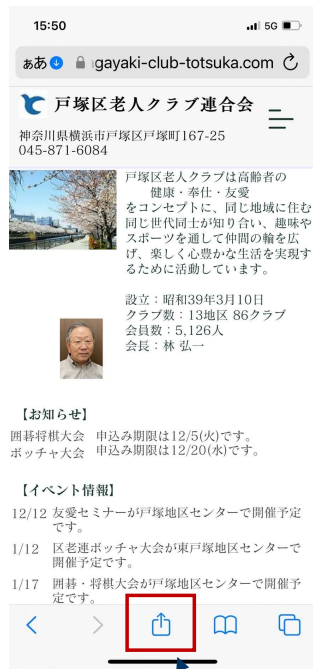 15:50
5G
ぁあ gayaki-club-totsuka.com
戸塚区老人クラブ連合会
神奈川県横浜市戸塚区戸塚町167-25
045-871-6084
戸塚区老人クラブは高齢者の
健康・奉仕・友愛
をコンセプトに、同じ地域に住む
同じ世代同士が知り合い、趣味や
スポーツを通して仲間の輪を広
げ、楽しく心豊かな生活を実現す
るために活動しています。
設立：昭和39年3月10日
クラブ数：13地区 86クラブ
会員数：5,126人
会長：林 弘一
【お知らせ】
囲碁将棋大会 申込み期限は12/5(火)です。
ボッチャ大会 申込み期限は12/20(水)です。
【イベント情報】
12/12 友愛セミナーが戸塚地区センターで開催予定
です。
1/12 区老連ボッチャ大会が東戸塚地区センターで
開催予定です。
1/17 囲碁・将棋大会が戸塚地区センターで開催予
定です。